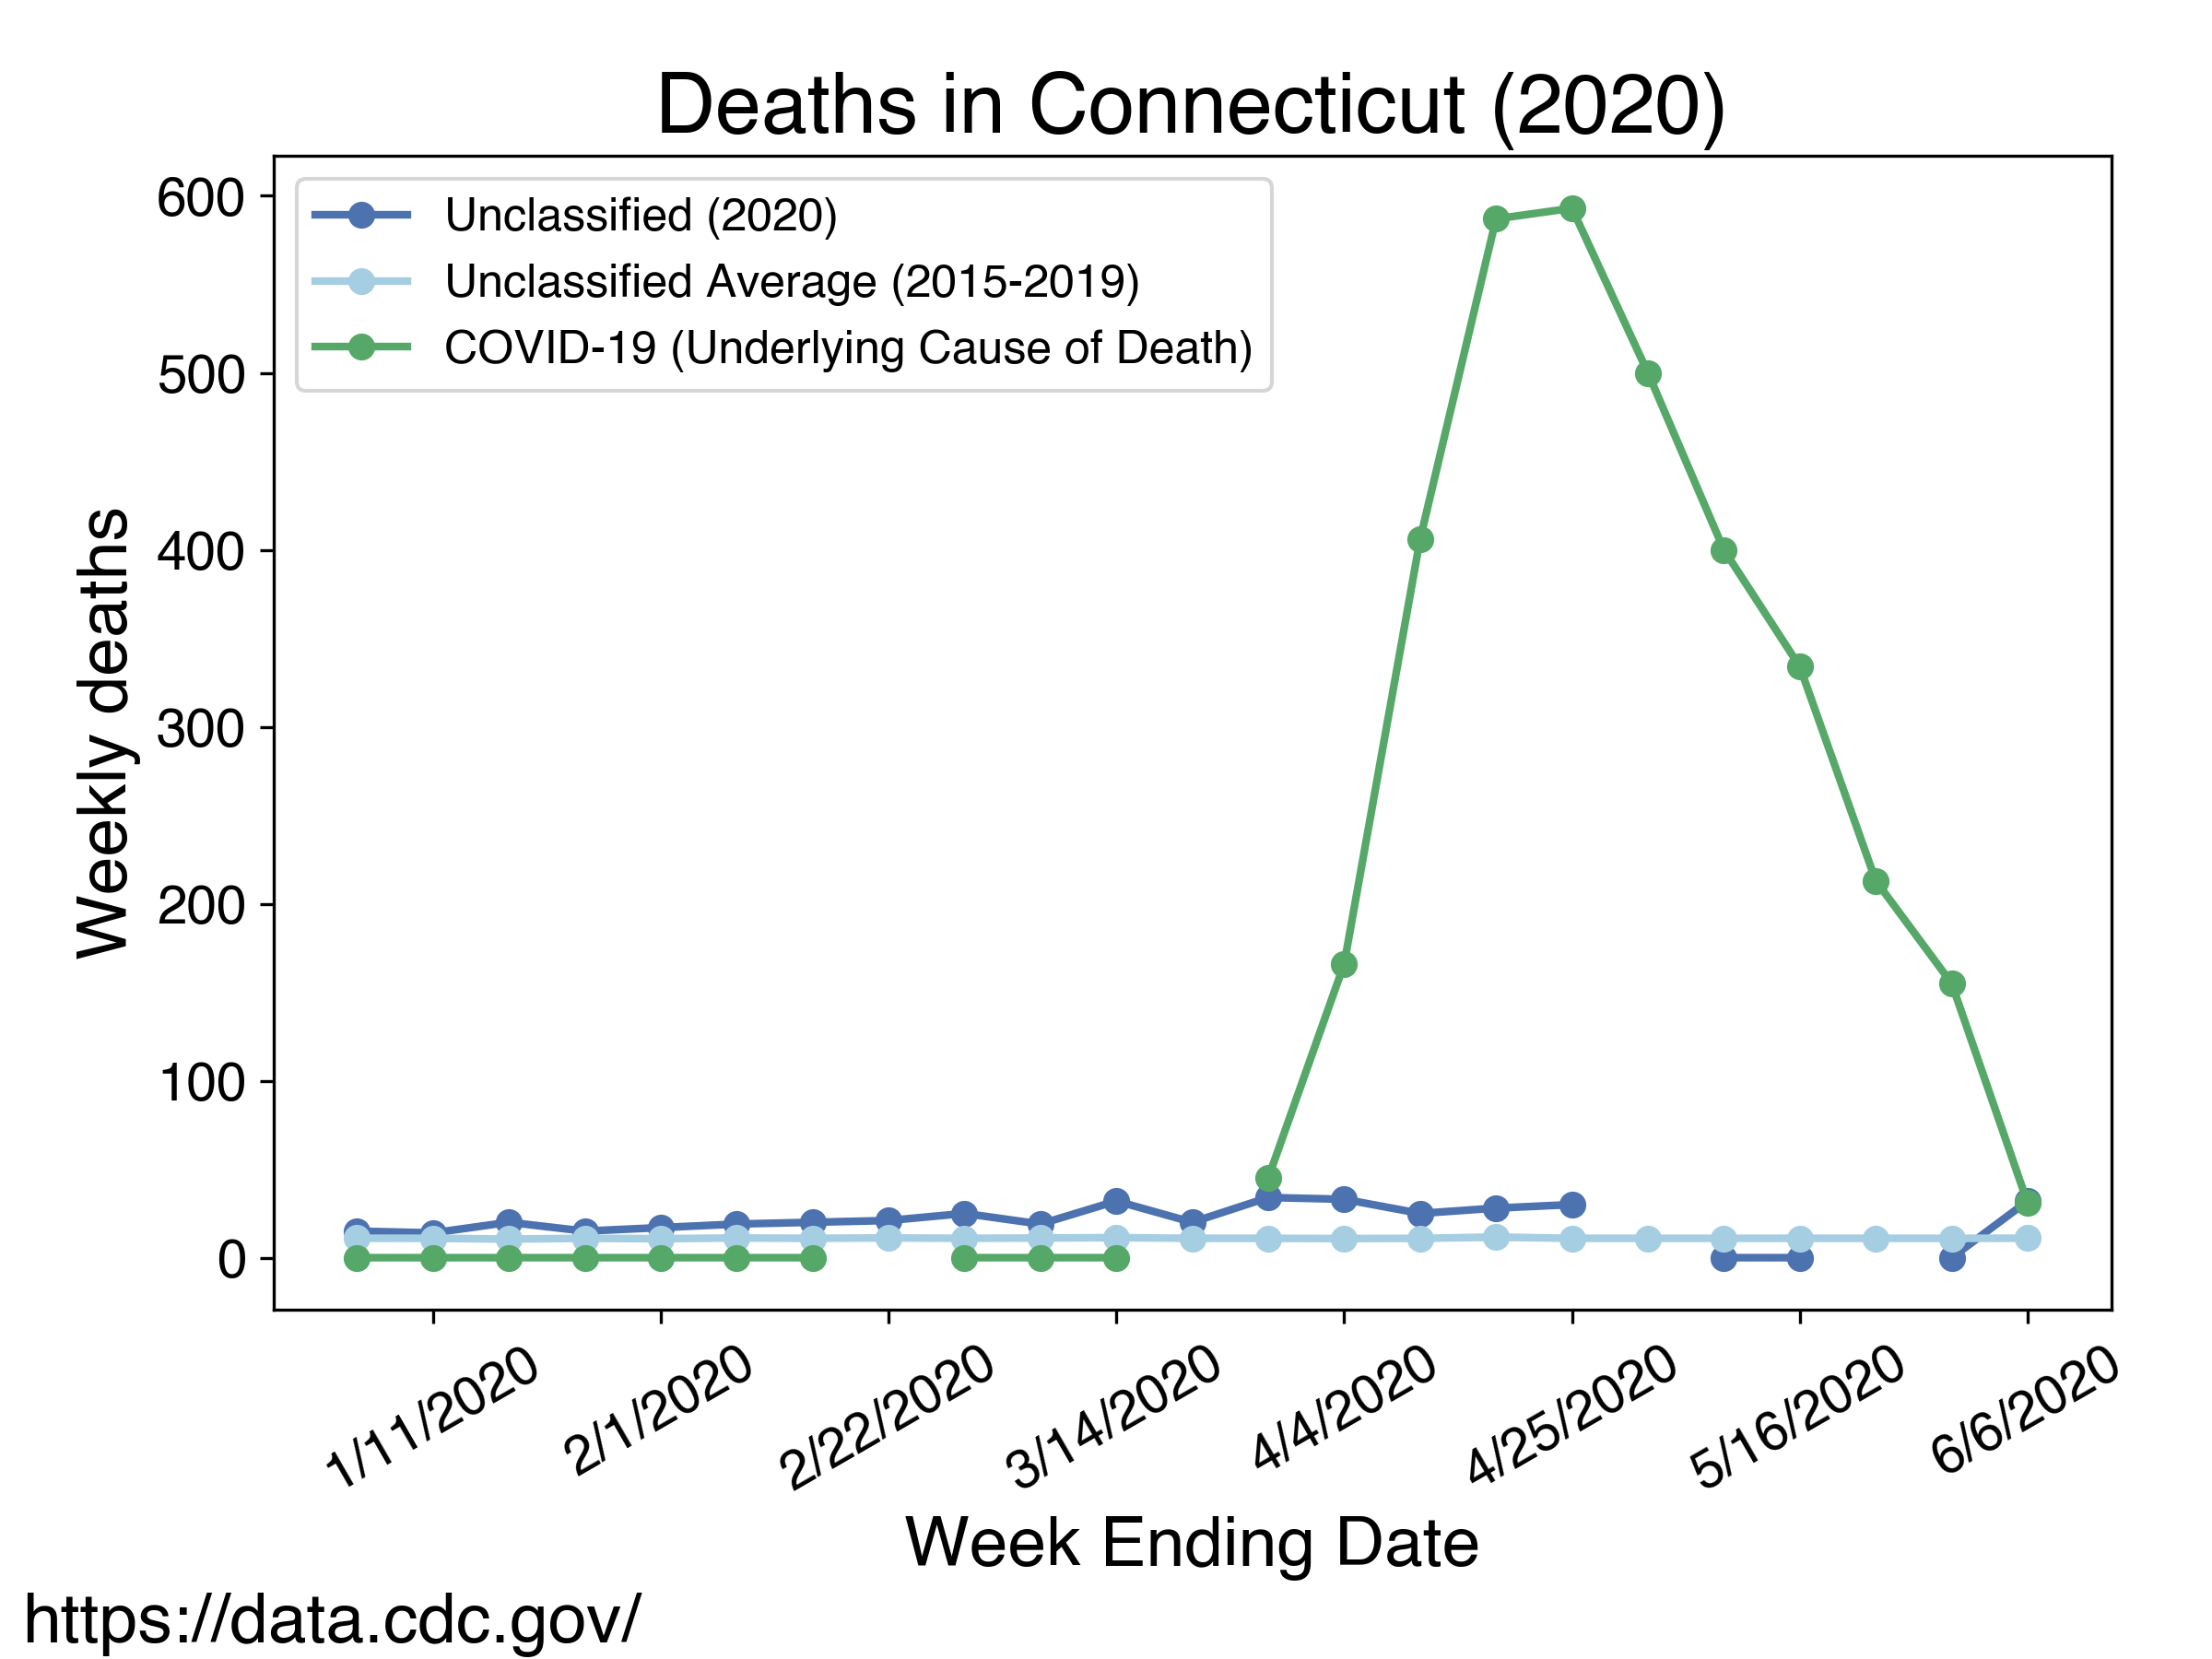 Deaths in Connecticut (2020)
Unclassified (2020)
Unclassified Average (2015-2019)
COVID-19 (Underlying Cause of Death)
600
500
400
300
200
100
0
Weekly deaths
1/11/2020
2/1/2020
2/22/2020
3/14/2020
4/4/2020
4/25/2020
5/16/2020
6/6/2020
Week Ending Date
https://data.cdc.gov/